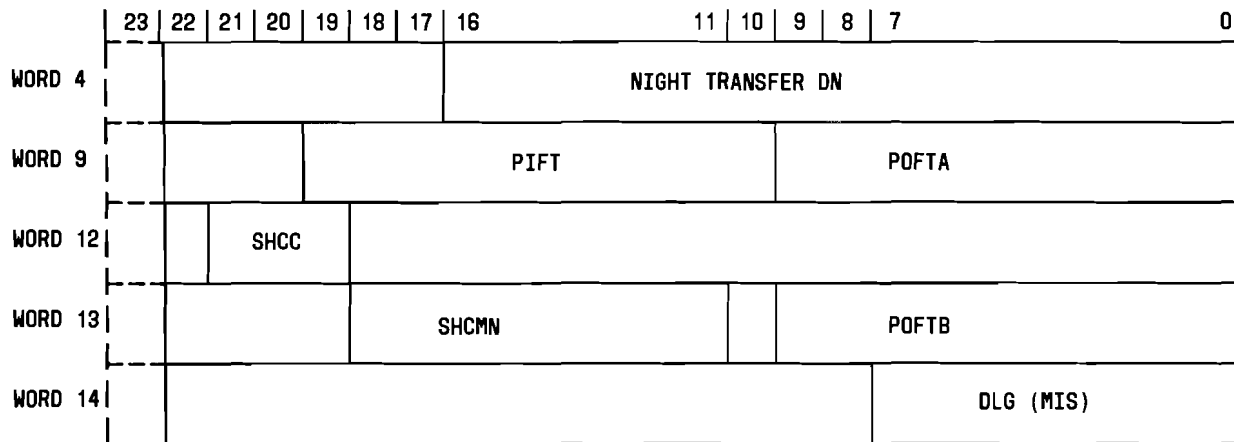 23 22 21 20 19 18 17 16 11 10 9 8 7 0
WORD 4 NIGHT TRANSFER DN
WORD 9 PIFT POFTA
WORD 12 SHCC
WORD 13 SHCMN POFTB
WORD 14 DLG (MIS)